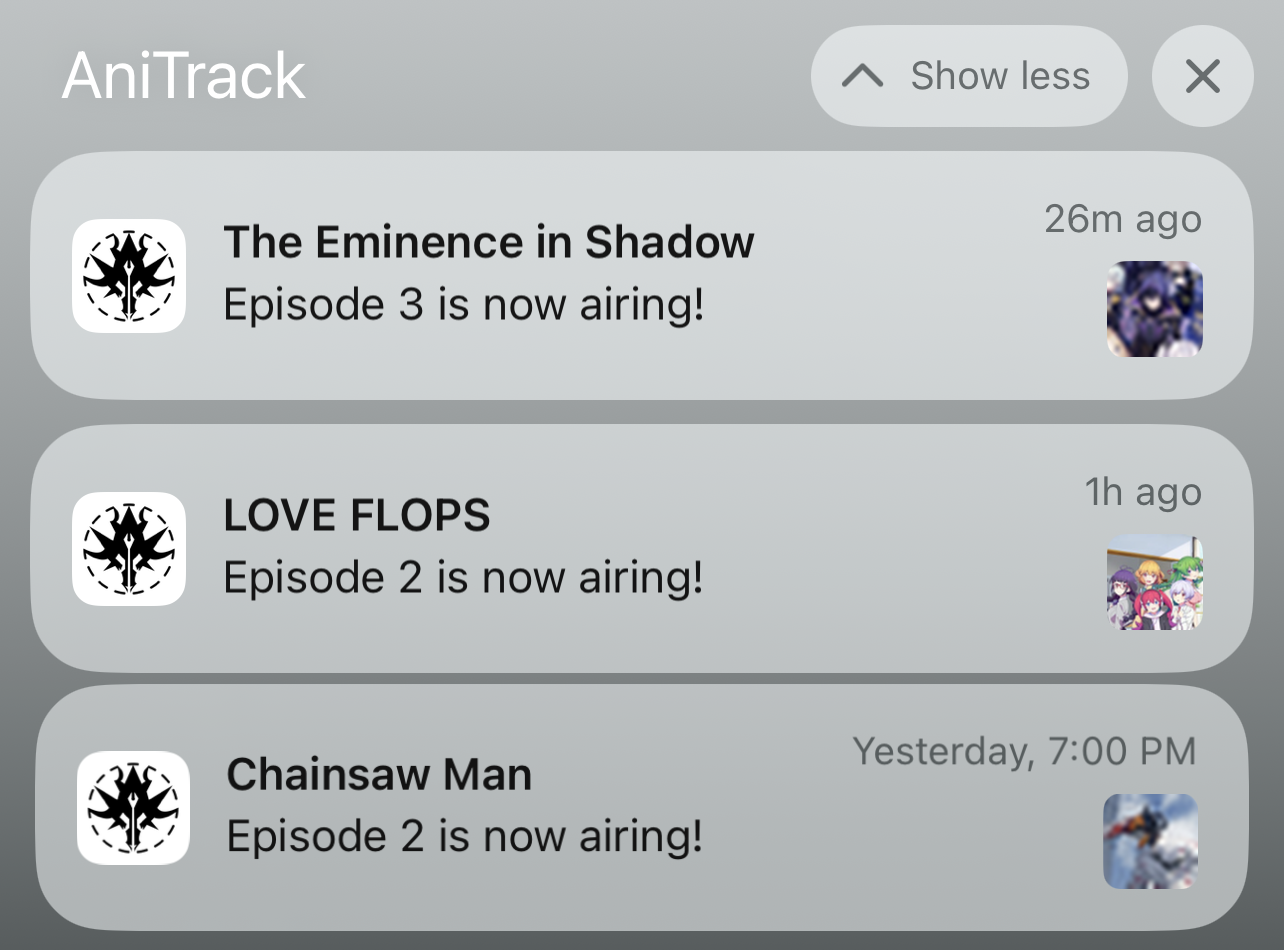 AniTrack
Show less
The Eminence in Shadow
26m ago
Episode 3 is now airing!
LOVE FLOPS
1h ago
Episode 2 is now airing!
Chainsaw Man
Yesterday, 7:00 PM
Episode 2 is now airing!